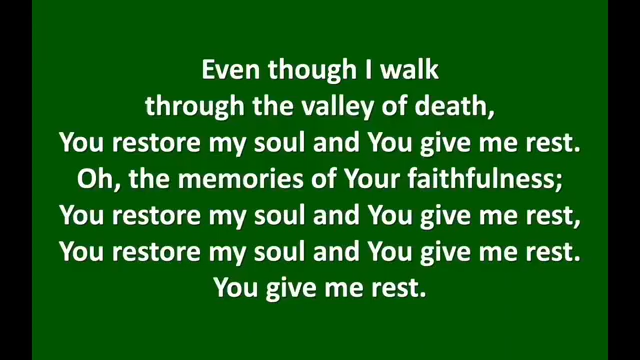 Even though I walk
through the valley of death,
You restore my soul and You give me rest.
Oh, the memories of Your faithfulness;
You restore my soul and You give me rest,
You restore my soul and You give me rest.
You give me rest.